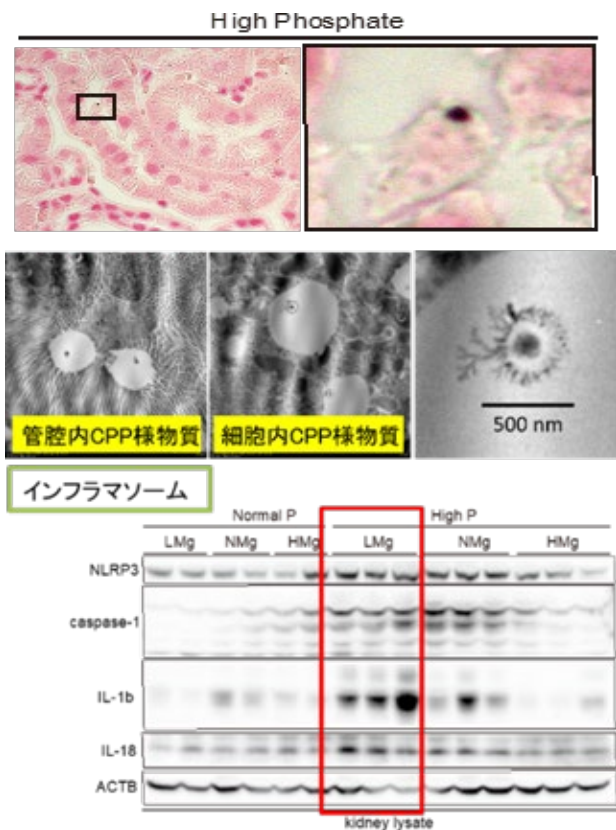 High Phosphate
管腔内CPP様物質
細胞内CPP様物質
500 nm
インフラマソーム
Normal P
High P
LMg
NMg
HMg
LMg
NMg
HMg
NLRP3
caspase-1
IL-1b
IL-18
ACTB
kidney lysate